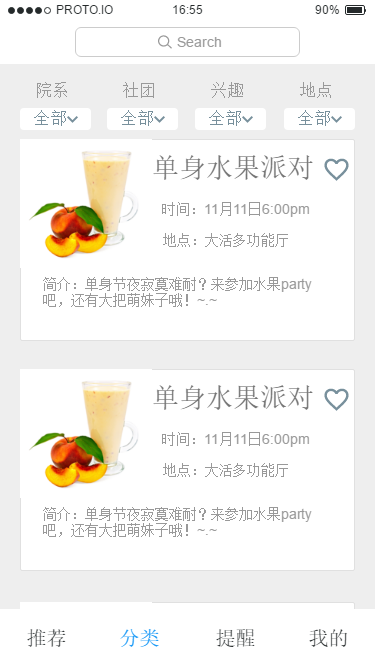 PROTO.IO 16:55 90%
Search
院系 社团 兴趣 地点
全部 全部 全部 全部
单身水果派对
时间：11月11日6:00pm
地点：大活多功能厅
简介：单身节夜寂寞难耐？来参加水果party
吧，还有大把萌妹子哦！~.~
单身水果派对
时间：11月11日6:00pm
地点：大活多功能厅
简介：单身节夜寂寞难耐？来参加水果party
吧，还有大把萌妹子哦！~.~
推荐 分类 提醒 我的